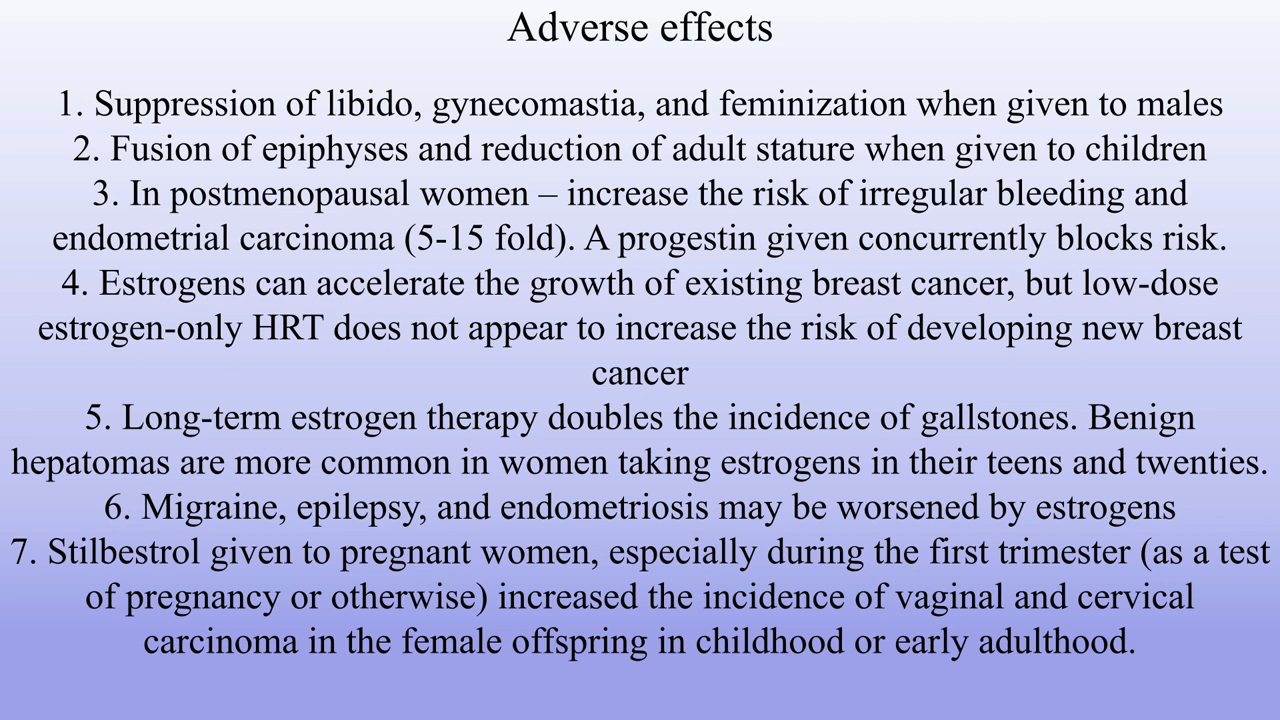 Adverse effects
1. Suppression of libido, gynecomastia, and feminization when given to males
2. Fusion of epiphyses and reduction of adult stature when given to children
3. In postmenopausal women – increase the risk of irregular bleeding and
endometrial carcinoma (5-15 fold). A progestin given concurrently blocks risk.
4. Estrogens can accelerate the growth of existing breast cancer, but low-dose
estrogen-only HRT does not appear to increase the risk of developing new breast
cancer
5. Long-term estrogen therapy doubles the incidence of gallstones. Benign
hepatomas are more common in women taking estrogens in their teens and twenties.
6. Migraine, epilepsy, and endometriosis may be worsened by estrogens
7. Stilbestrol given to pregnant women, especially during the first trimester (as a test
of pregnancy or otherwise) increased the incidence of vaginal and cervical
carcinoma in the female offspring in childhood or early adulthood.